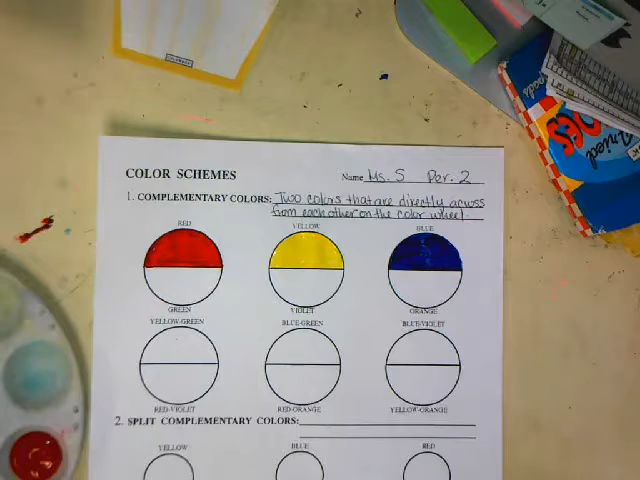 COLOR SCHEMES
Name Ms. S Per. 2
1. COMPLEMENTARY COLORS: Two colors that are directly across
from each other on the color wheel
RED YELLOW BLUE
GREEN VIOLET ORANGE
YELLOW-GREEN BLUE-GREEN BLUE-VIOLET
RED-VIOLET RED-ORANGE YELLOW-ORANGE
2. SPLIT COMPLEMENTARY COLORS:
YELLOW BLUE RED